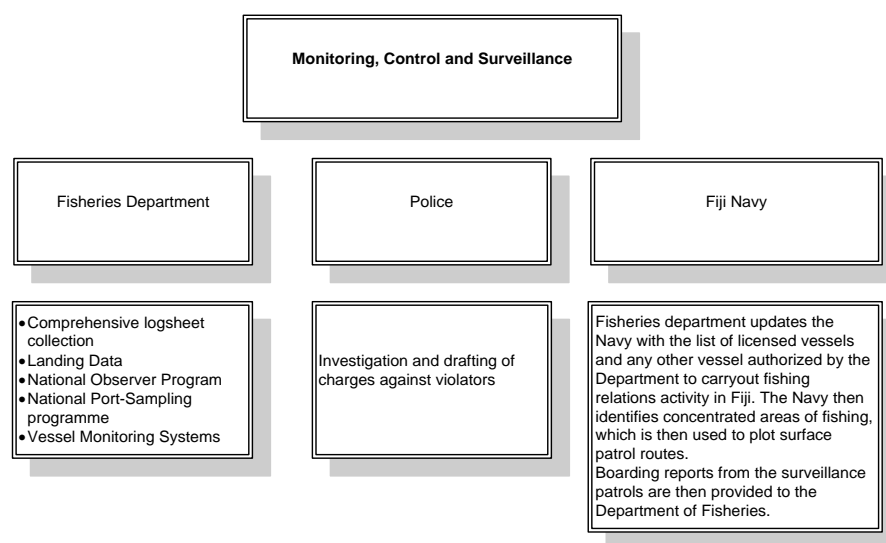 Monitoring, Control and Surveillance
Fisheries Department
Police
Fiji Navy
•Comprehensive logsheet
collection
•Landing Data
•National Observer Program
•National Port-Sampling
programme
•Vessel Monitoring Systems
Investigation and drafting of
charges against violators
Fisheries department updates the
Navy with the list of licensed vessels
and any other vessel authorized by the
Department to carryout fishing
relations activity in Fiji. The Navy then
identifies concentrated areas of fishing,
which is then used to plot surface
patrol routes.
Boarding reports from the surveillance
patrols are then provided to the
Department of Fisheries.